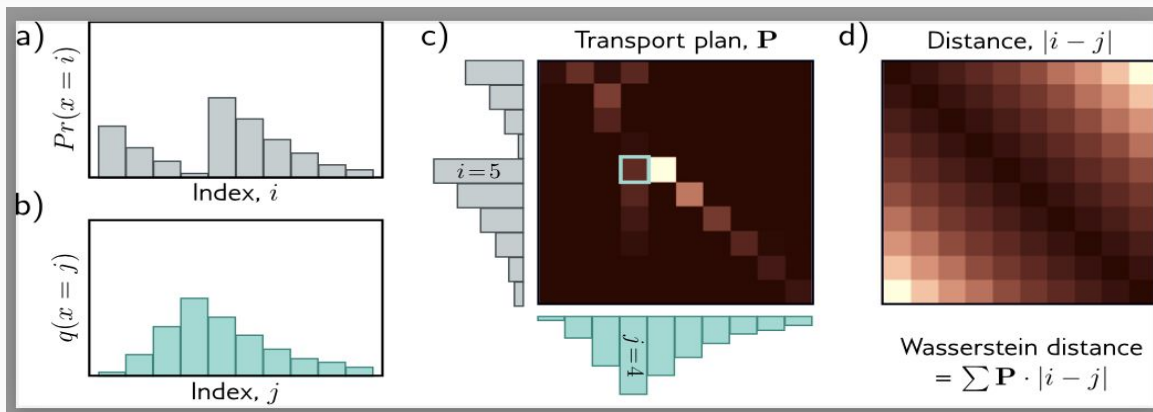 a)
Pr(x = i)
Index, i
b)
q(x = j)
Index, j
c)
Transport plan, P
i = 5
j = 4
d)
Distance, |i − j|
Wasserstein distance
= ∑ P · |i − j|